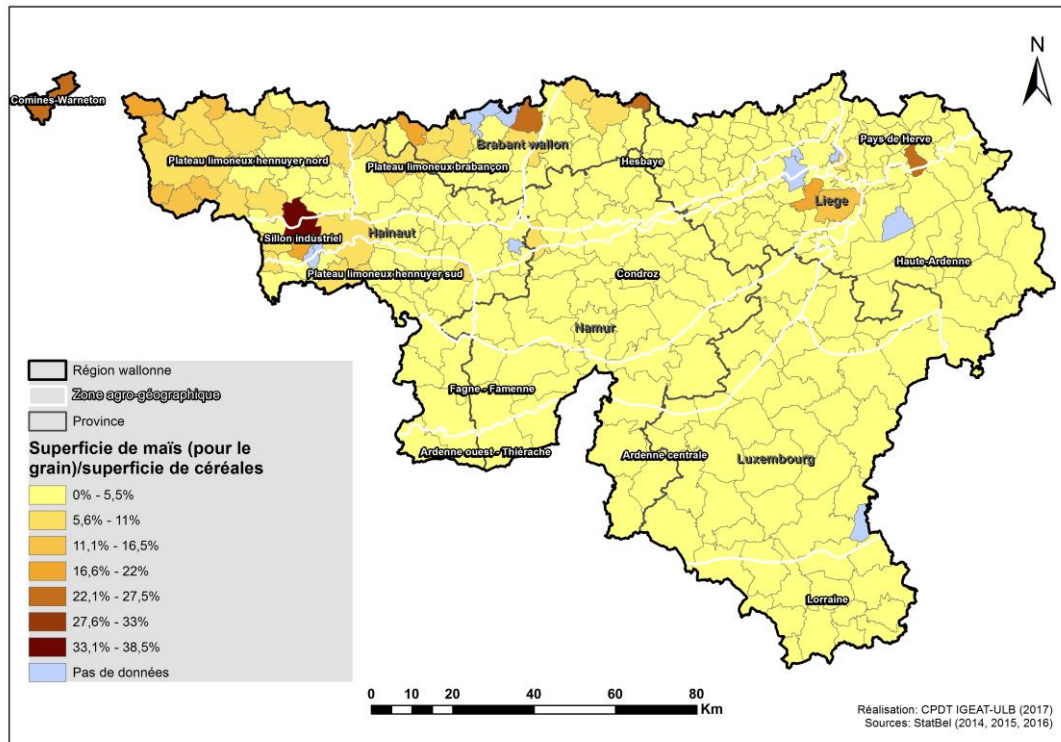 N
Comines-Warneton
Pays de Herve
Brabant wallon
Plateau limoneux hennuyer nord
Plateau limoneux brabançon
Hesbaye
Liege
Sillon industriel
Hainaut
Haute-Ardenne
Plateau limoneux hennuyer sud
Condroz
Namur
Fagne - Famenne
Ardenne ouest - Thiérache
Ardenne centrale
Luxembourg
Lorraine
Région wallonne
Zone agro-géographique
Province
Superficie de maïs (pour le
grain)/superficie de céréales
0% - 5,5%
5,6% - 11%
11,1% - 16,5%
16,6% - 22%
22,1% - 27,5%
27,6% - 33%
33,1% - 38,5%
Pas de données
0 10 20 40 60 80
Km
Réalisation: CPDT IGEAT-ULB (2017)
Sources: StatBel (2014, 2015, 2016)